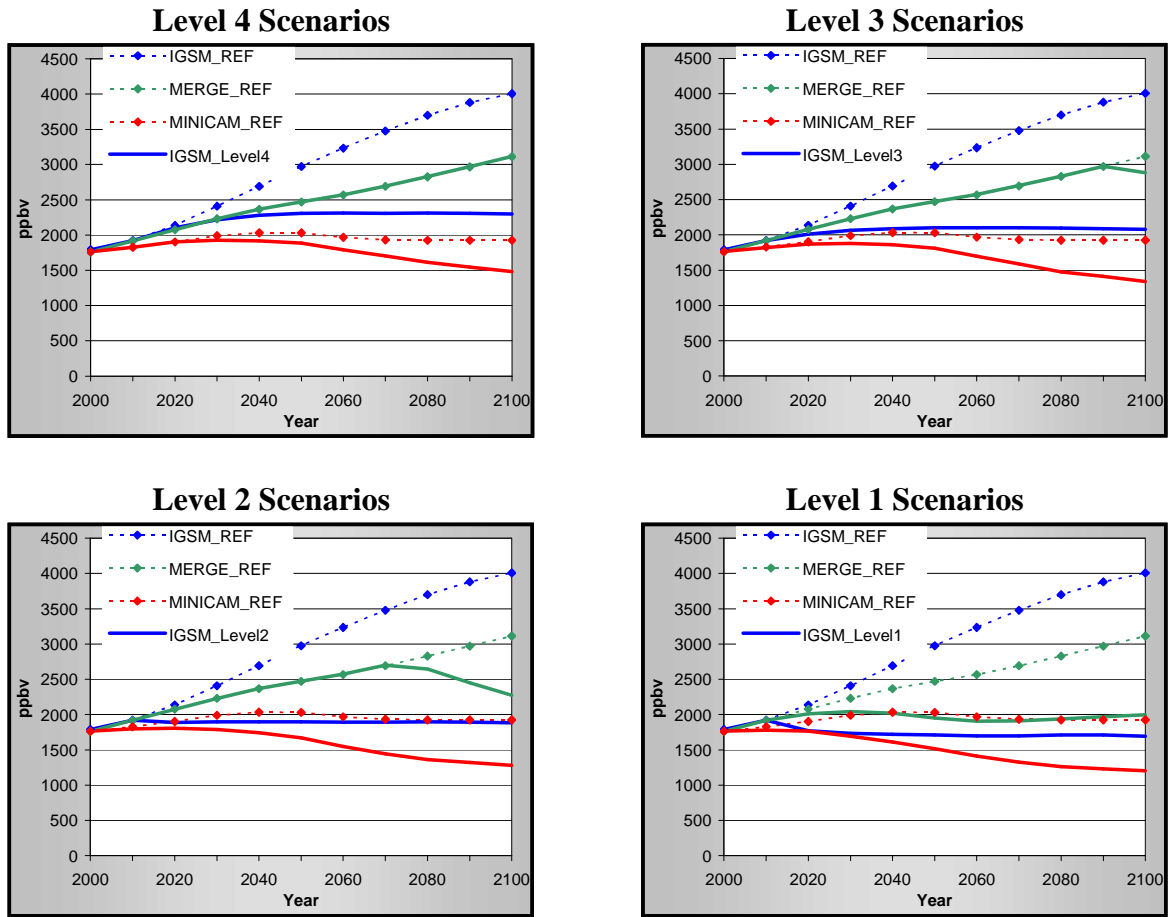 Level 4 Scenarios
4500
4000
3500
3000
2500
2000
1500
1000
500
0
ppbv
IGSM_REF
MERGE_REF
MINICAM_REF
IGSM_Level4
2000 2020 2040 2060 2080 2100
Year
Level 3 Scenarios
4500
4000
3500
3000
2500
2000
1500
1000
500
0
ppbv
IGSM_REF
MERGE_REF
MINICAM_REF
IGSM_Level3
2000 2020 2040 2060 2080 2100
Year
Level 2 Scenarios
4500
4000
3500
3000
2500
2000
1500
1000
500
0
ppbv
IGSM_REF
MERGE_REF
MINICAM_REF
IGSM_Level2
2000 2020 2040 2060 2080 2100
Year
Level 1 Scenarios
4500
4000
3500
3000
2500
2000
1500
1000
500
0
ppbv
IGSM_REF
MERGE_REF
MINICAM_REF
IGSM_Level1
2000 2020 2040 2060 2080 2100
Year